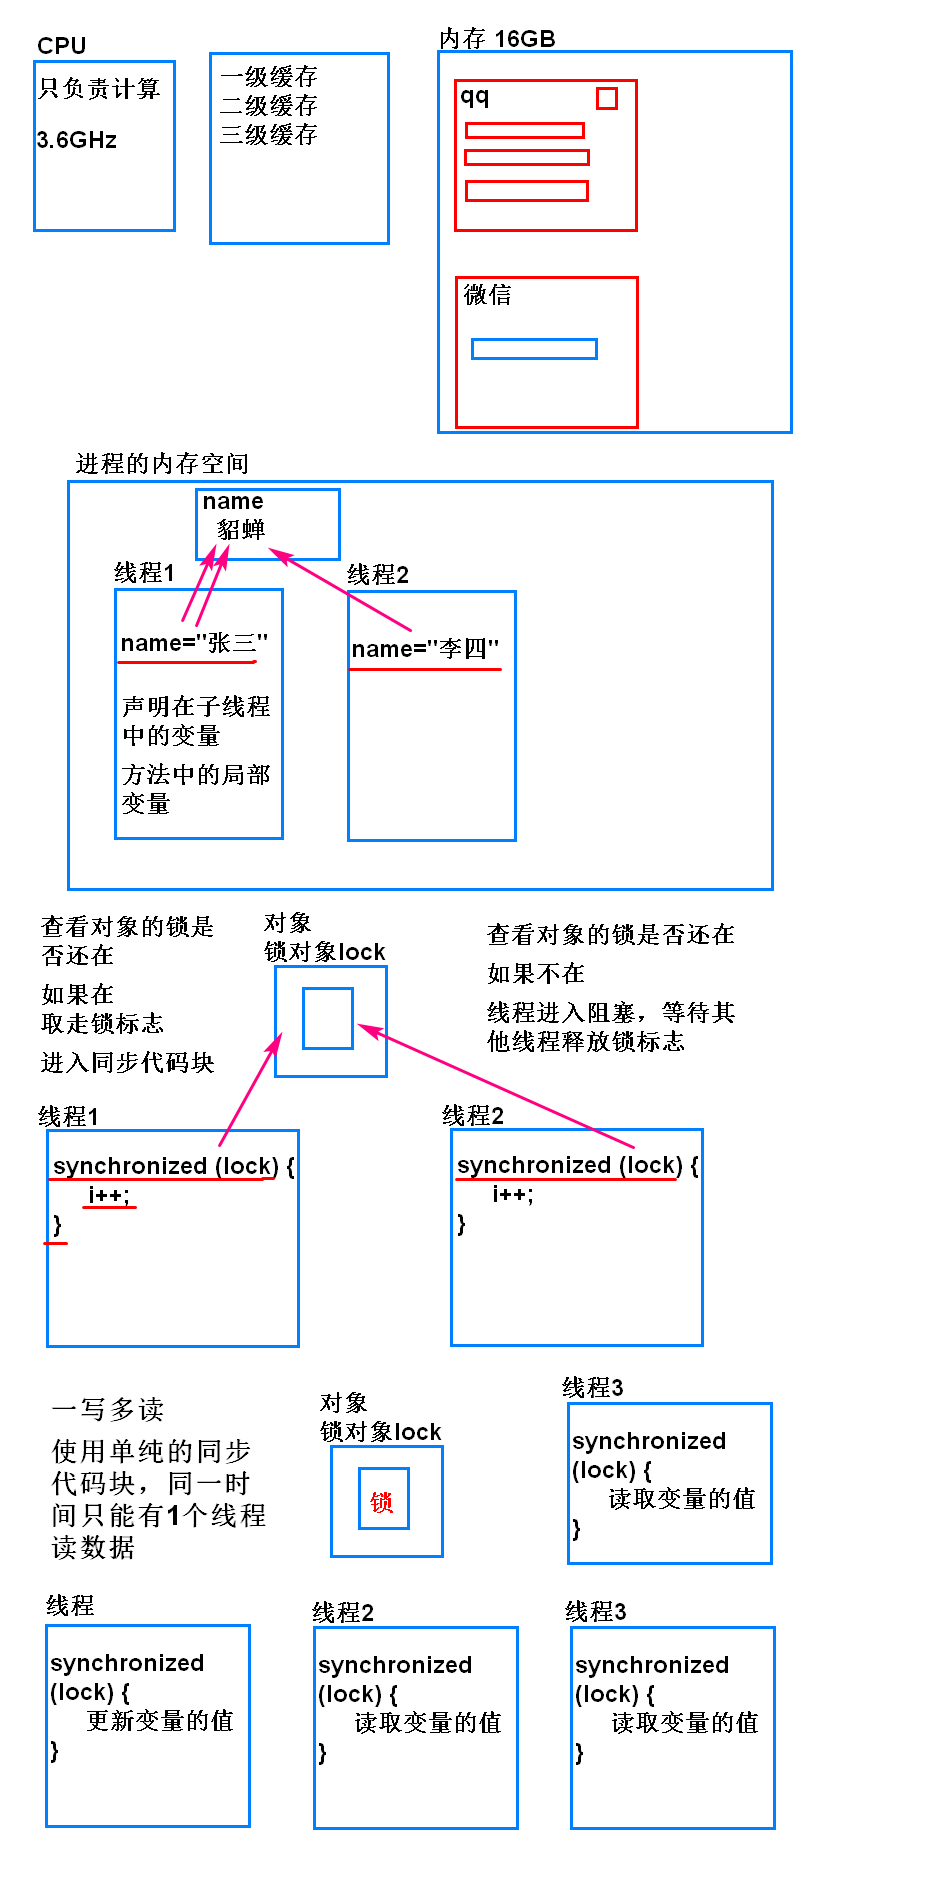 CPU
只负责计算
3.6GHz
一级缓存
二级缓存
三级缓存
内存 16GB
qq
微信
进程的内存空间
name
貂蝉
线程1
name="张三"
声明在子线程
中的变量
方法中的局部
变量
线程2
name="李四"
查看对象的锁是
否还在
如果在
取走锁标志
进入同步代码块
对象
锁对象lock
查看对象的锁是否还在
如果不在
线程进入阻塞，等待其
他线程释放锁标志
线程1
synchronized (lock) {
i++;
}
线程2
synchronized (lock) {
i++;
}
一写多读
使用单纯的同步
代码块，同一时
间只能有1个线程
读数据
对象
锁对象lock
锁
线程3
synchronized
(lock) {
读取变量的值
}
线程
synchronized
(lock) {
更新变量的值
}
线程2
synchronized
(lock) {
读取变量的值
}
线程3
synchronized
(lock) {
读取变量的值
}